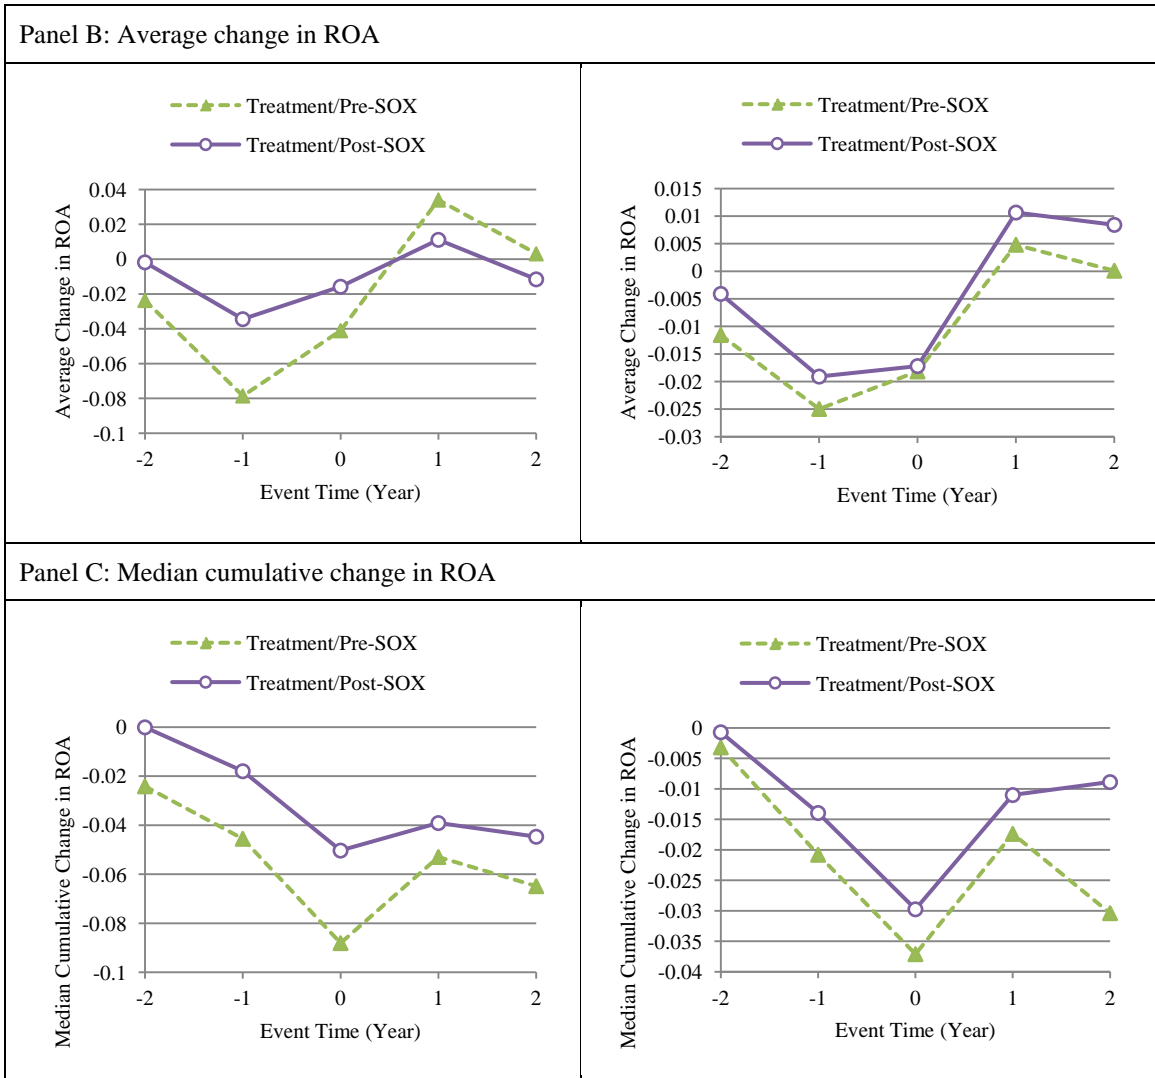 Panel B: Average change in ROA
Treatment/Pre-SOX
Treatment/Post-SOX
Average Change in ROA
0.04
0.02
0
-0.02
-0.04
-0.06
-0.08
-0.1
-2
-1
0
1
2
Event Time (Year)
Treatment/Pre-SOX
Treatment/Post-SOX
Average Change in ROA
0.015
0.01
0.005
0
-0.005
-0.01
-0.015
-0.02
-0.025
-0.03
-2
-1
0
1
2
Event Time (Year)
Panel C: Median cumulative change in ROA
Treatment/Pre-SOX
Treatment/Post-SOX
Median Cumulative Change in ROA
0
-0.02
-0.04
-0.06
-0.08
-0.1
-2
-1
0
1
2
Event Time (Year)
Treatment/Pre-SOX
Treatment/Post-SOX
Median Cumulative Change in ROA
0
-0.005
-0.01
-0.015
-0.02
-0.025
-0.03
-0.035
-0.04
-2
-1
0
1
2
Event Time (Year)